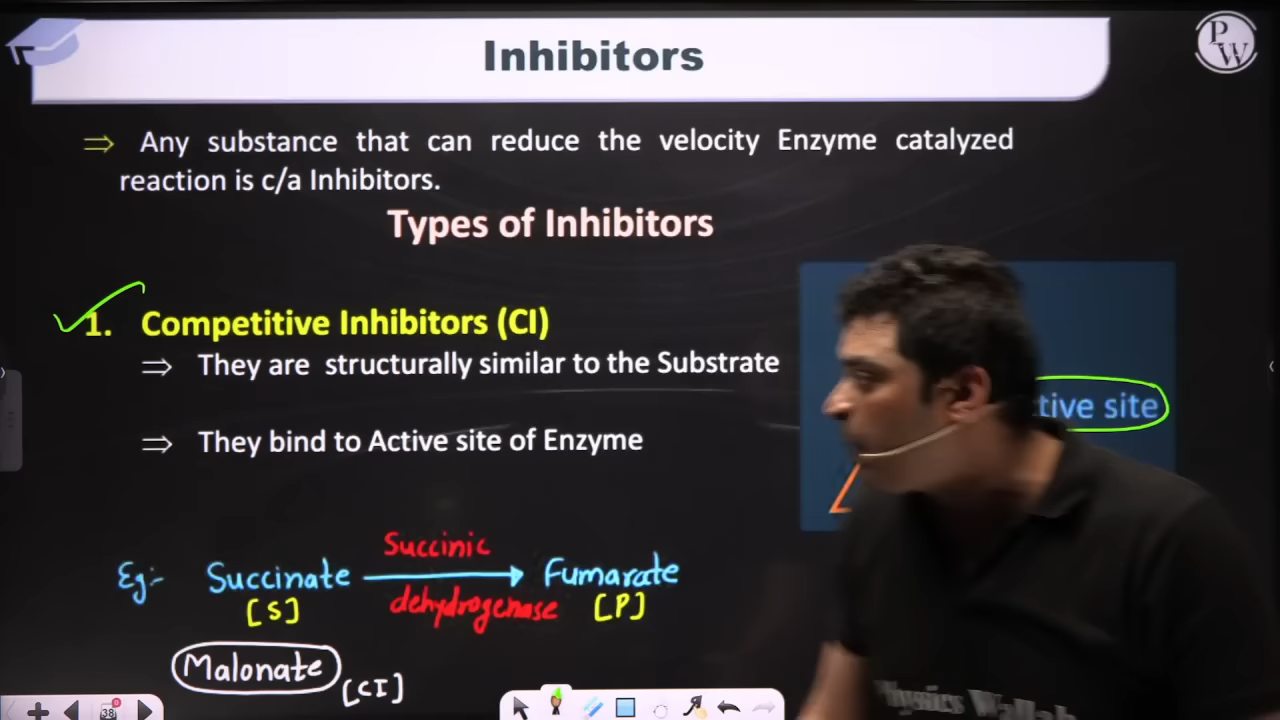 Inhibitors
PW
⇒ Any substance that can reduce the velocity Enzyme catalyzed
reaction is c/a Inhibitors.
Types of Inhibitors
1. Competitive Inhibitors (CI)
⇒ They are structurally similar to the Substrate
tive site
⇒ They bind to Active site of Enzyme
Succinic
Eg:- Succinate → Fumarate
dehydrogenase
[S] [P]
Malonate
[CI]
38